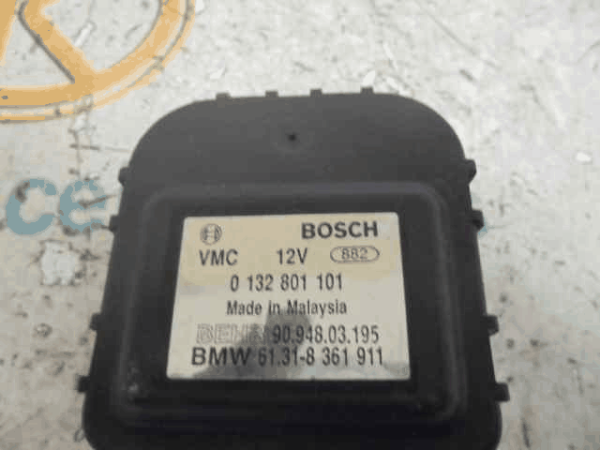 BOSCH
VMC 12V 882
0 132 801 101
Made in Malaysia
BEHR 90.948.03.195
BMW 61.31-8 361 911
ce